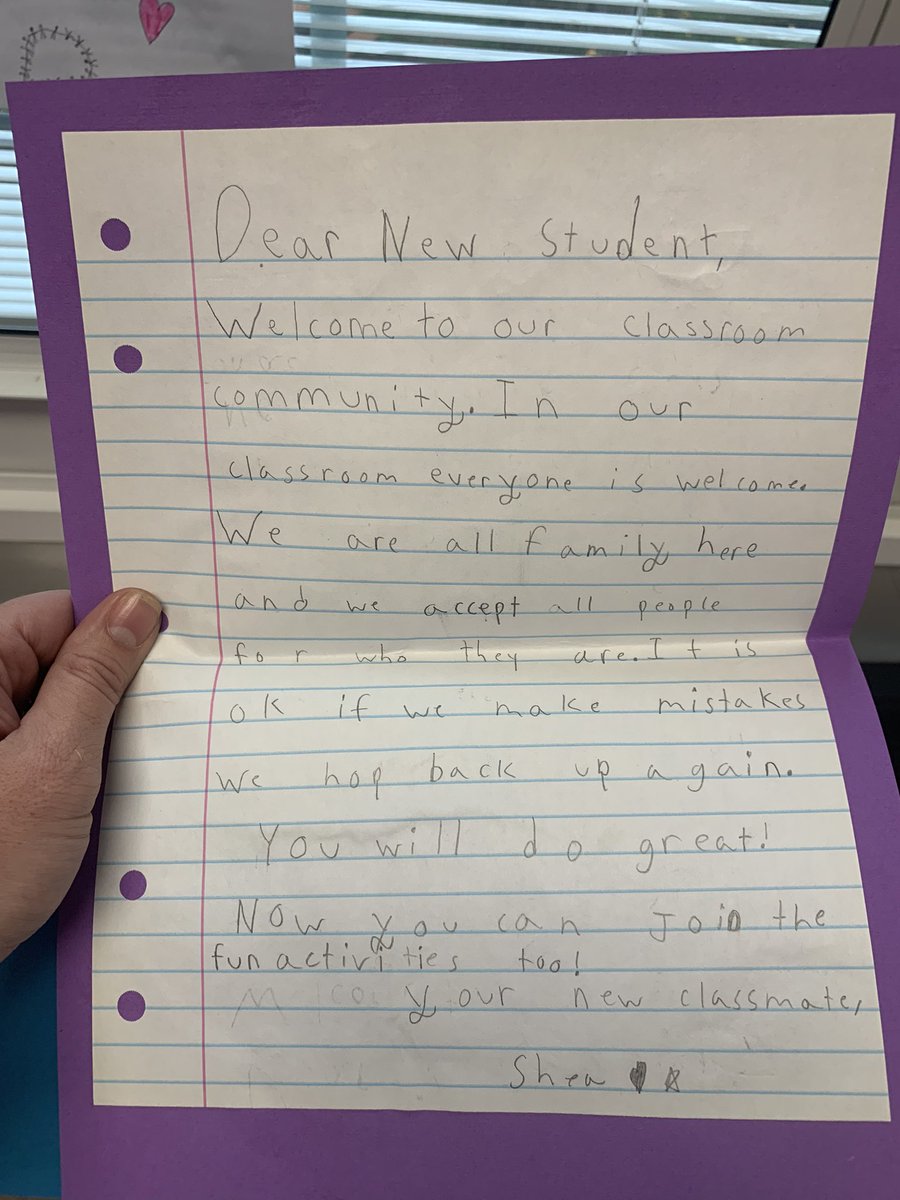 Dear New Student,
Welcome to our classroom
community. In our
classroom everyone is welcome.
We are all family here
and we accept all people
for who they are. It is
ok if we make mistakes
we hop back up again.
You will do great!
Now you can Join the
fun activities too!
your new classmate,
Shea